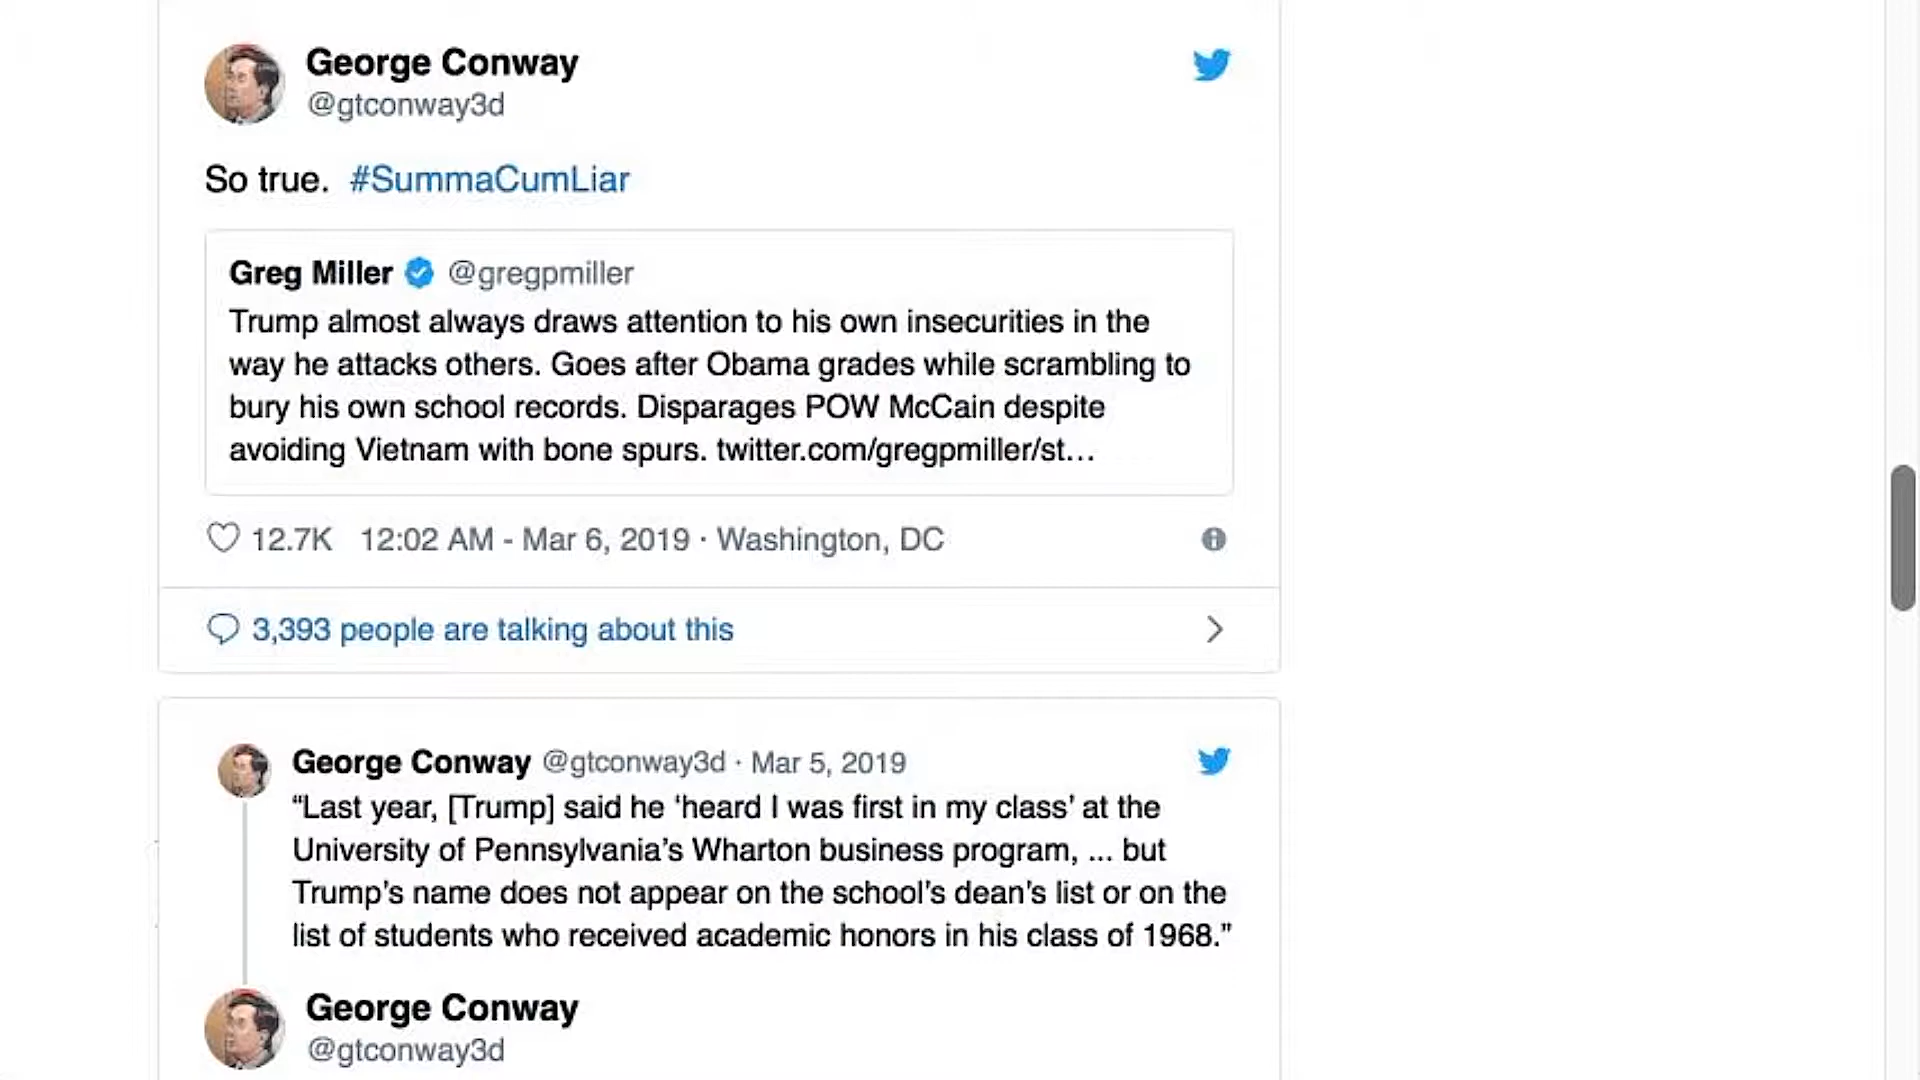 George Conway
@gtconway3d
So true. #SummaCumLiar
Greg Miller @gregpmiller
Trump almost always draws attention to his own insecurities in the
way he attacks others. Goes after Obama grades while scrambling to
bury his own school records. Disparages POW McCain despite
avoiding Vietnam with bone spurs. twitter.com/gregpmiller/st...
12.7K 12:02 AM - Mar 6, 2019 · Washington, DC
3,393 people are talking about this
George Conway @gtconway3d · Mar 5, 2019
“Last year, [Trump] said he ‘heard I was first in my class’ at the
University of Pennsylvania’s Wharton business program, ... but
Trump’s name does not appear on the school’s dean’s list or on the
list of students who received academic honors in his class of 1968.”
George Conway
@gtconway3d